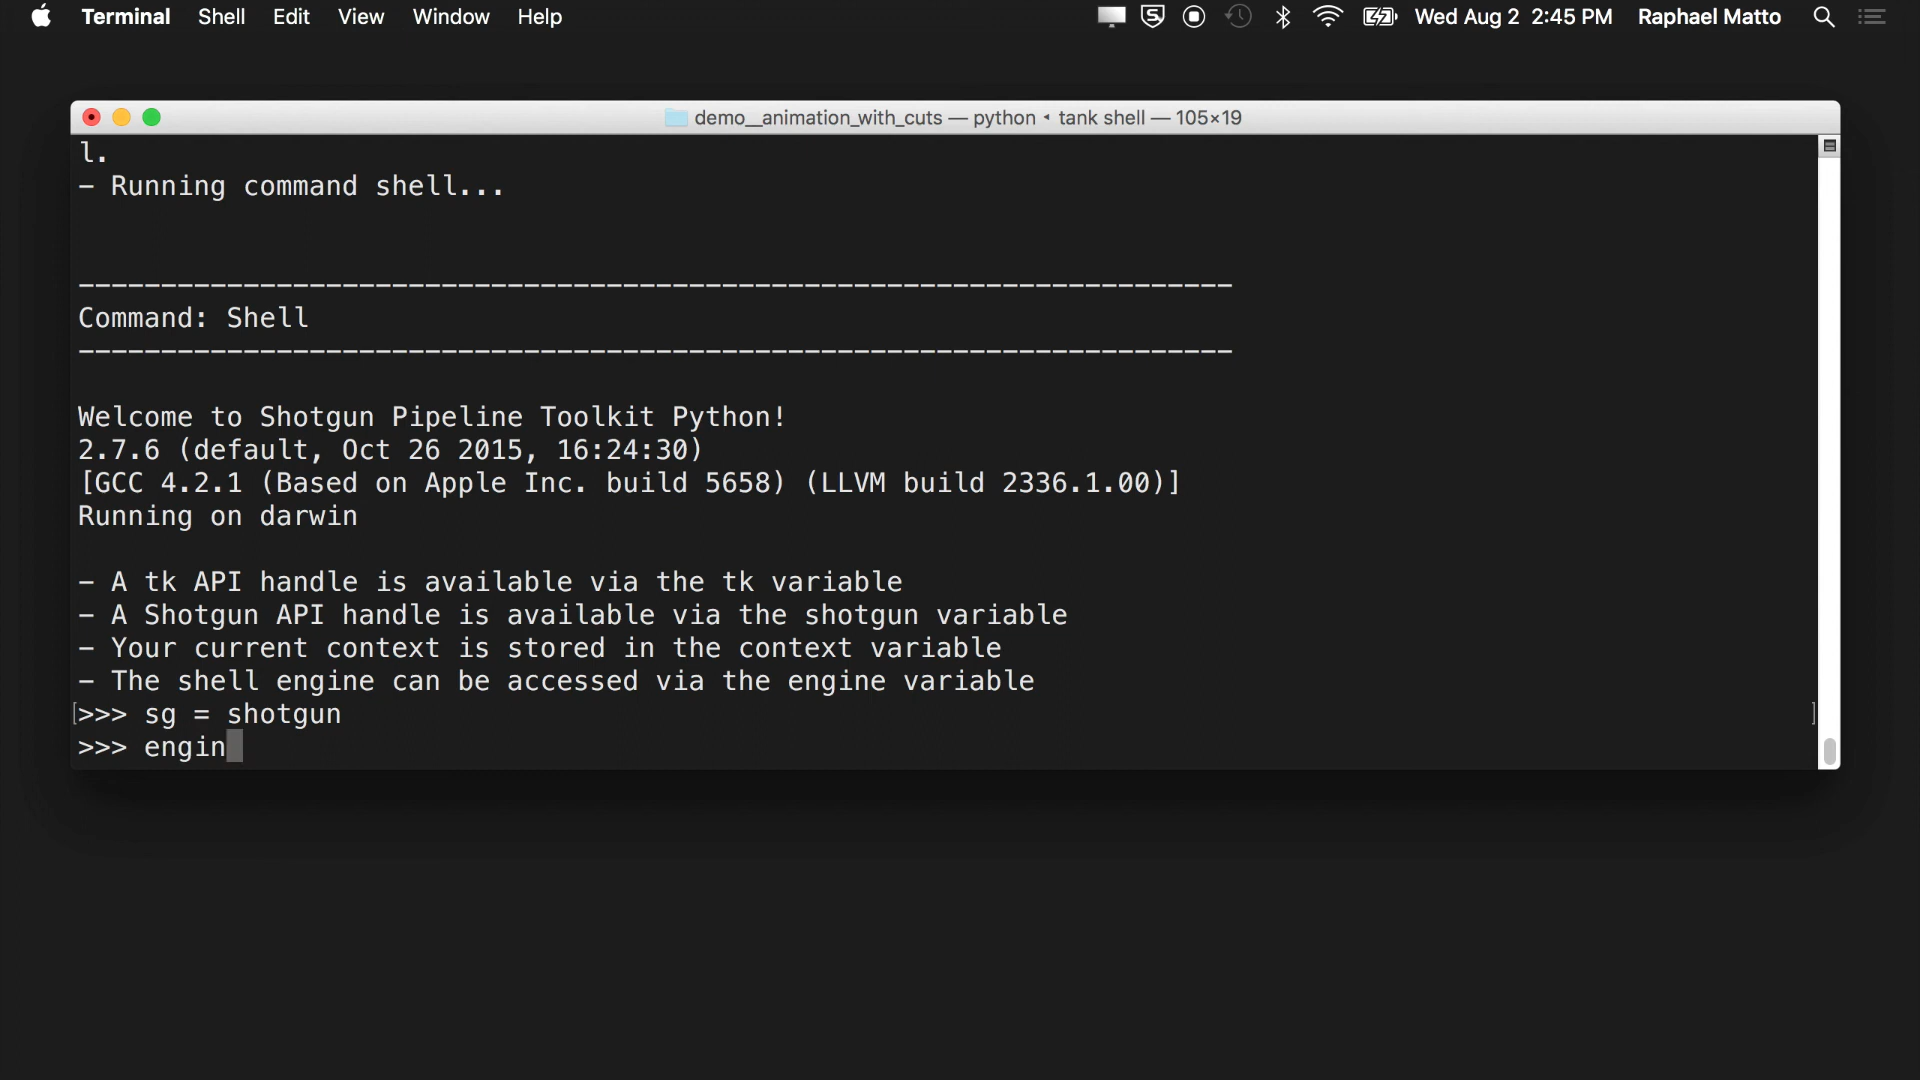 Terminal Shell Edit View Window Help Wed Aug 2 2:45 PM Raphael Matto
demo__animation_with_cuts — python ◂ tank shell — 105×19
l.
- Running command shell...
----------------------------------------------------------------------
Command: Shell
----------------------------------------------------------------------
Welcome to Shotgun Pipeline Toolkit Python!
2.7.6 (default, Oct 26 2015, 16:24:30)
[GCC 4.2.1 (Based on Apple Inc. build 5658) (LLVM build 2336.1.00)]
Running on darwin
- A tk API handle is available via the tk variable
- A Shotgun API handle is available via the shotgun variable
- Your current context is stored in the context variable
- The shell engine can be accessed via the engine variable
[>>> sg = shotgun ]
>>> engin